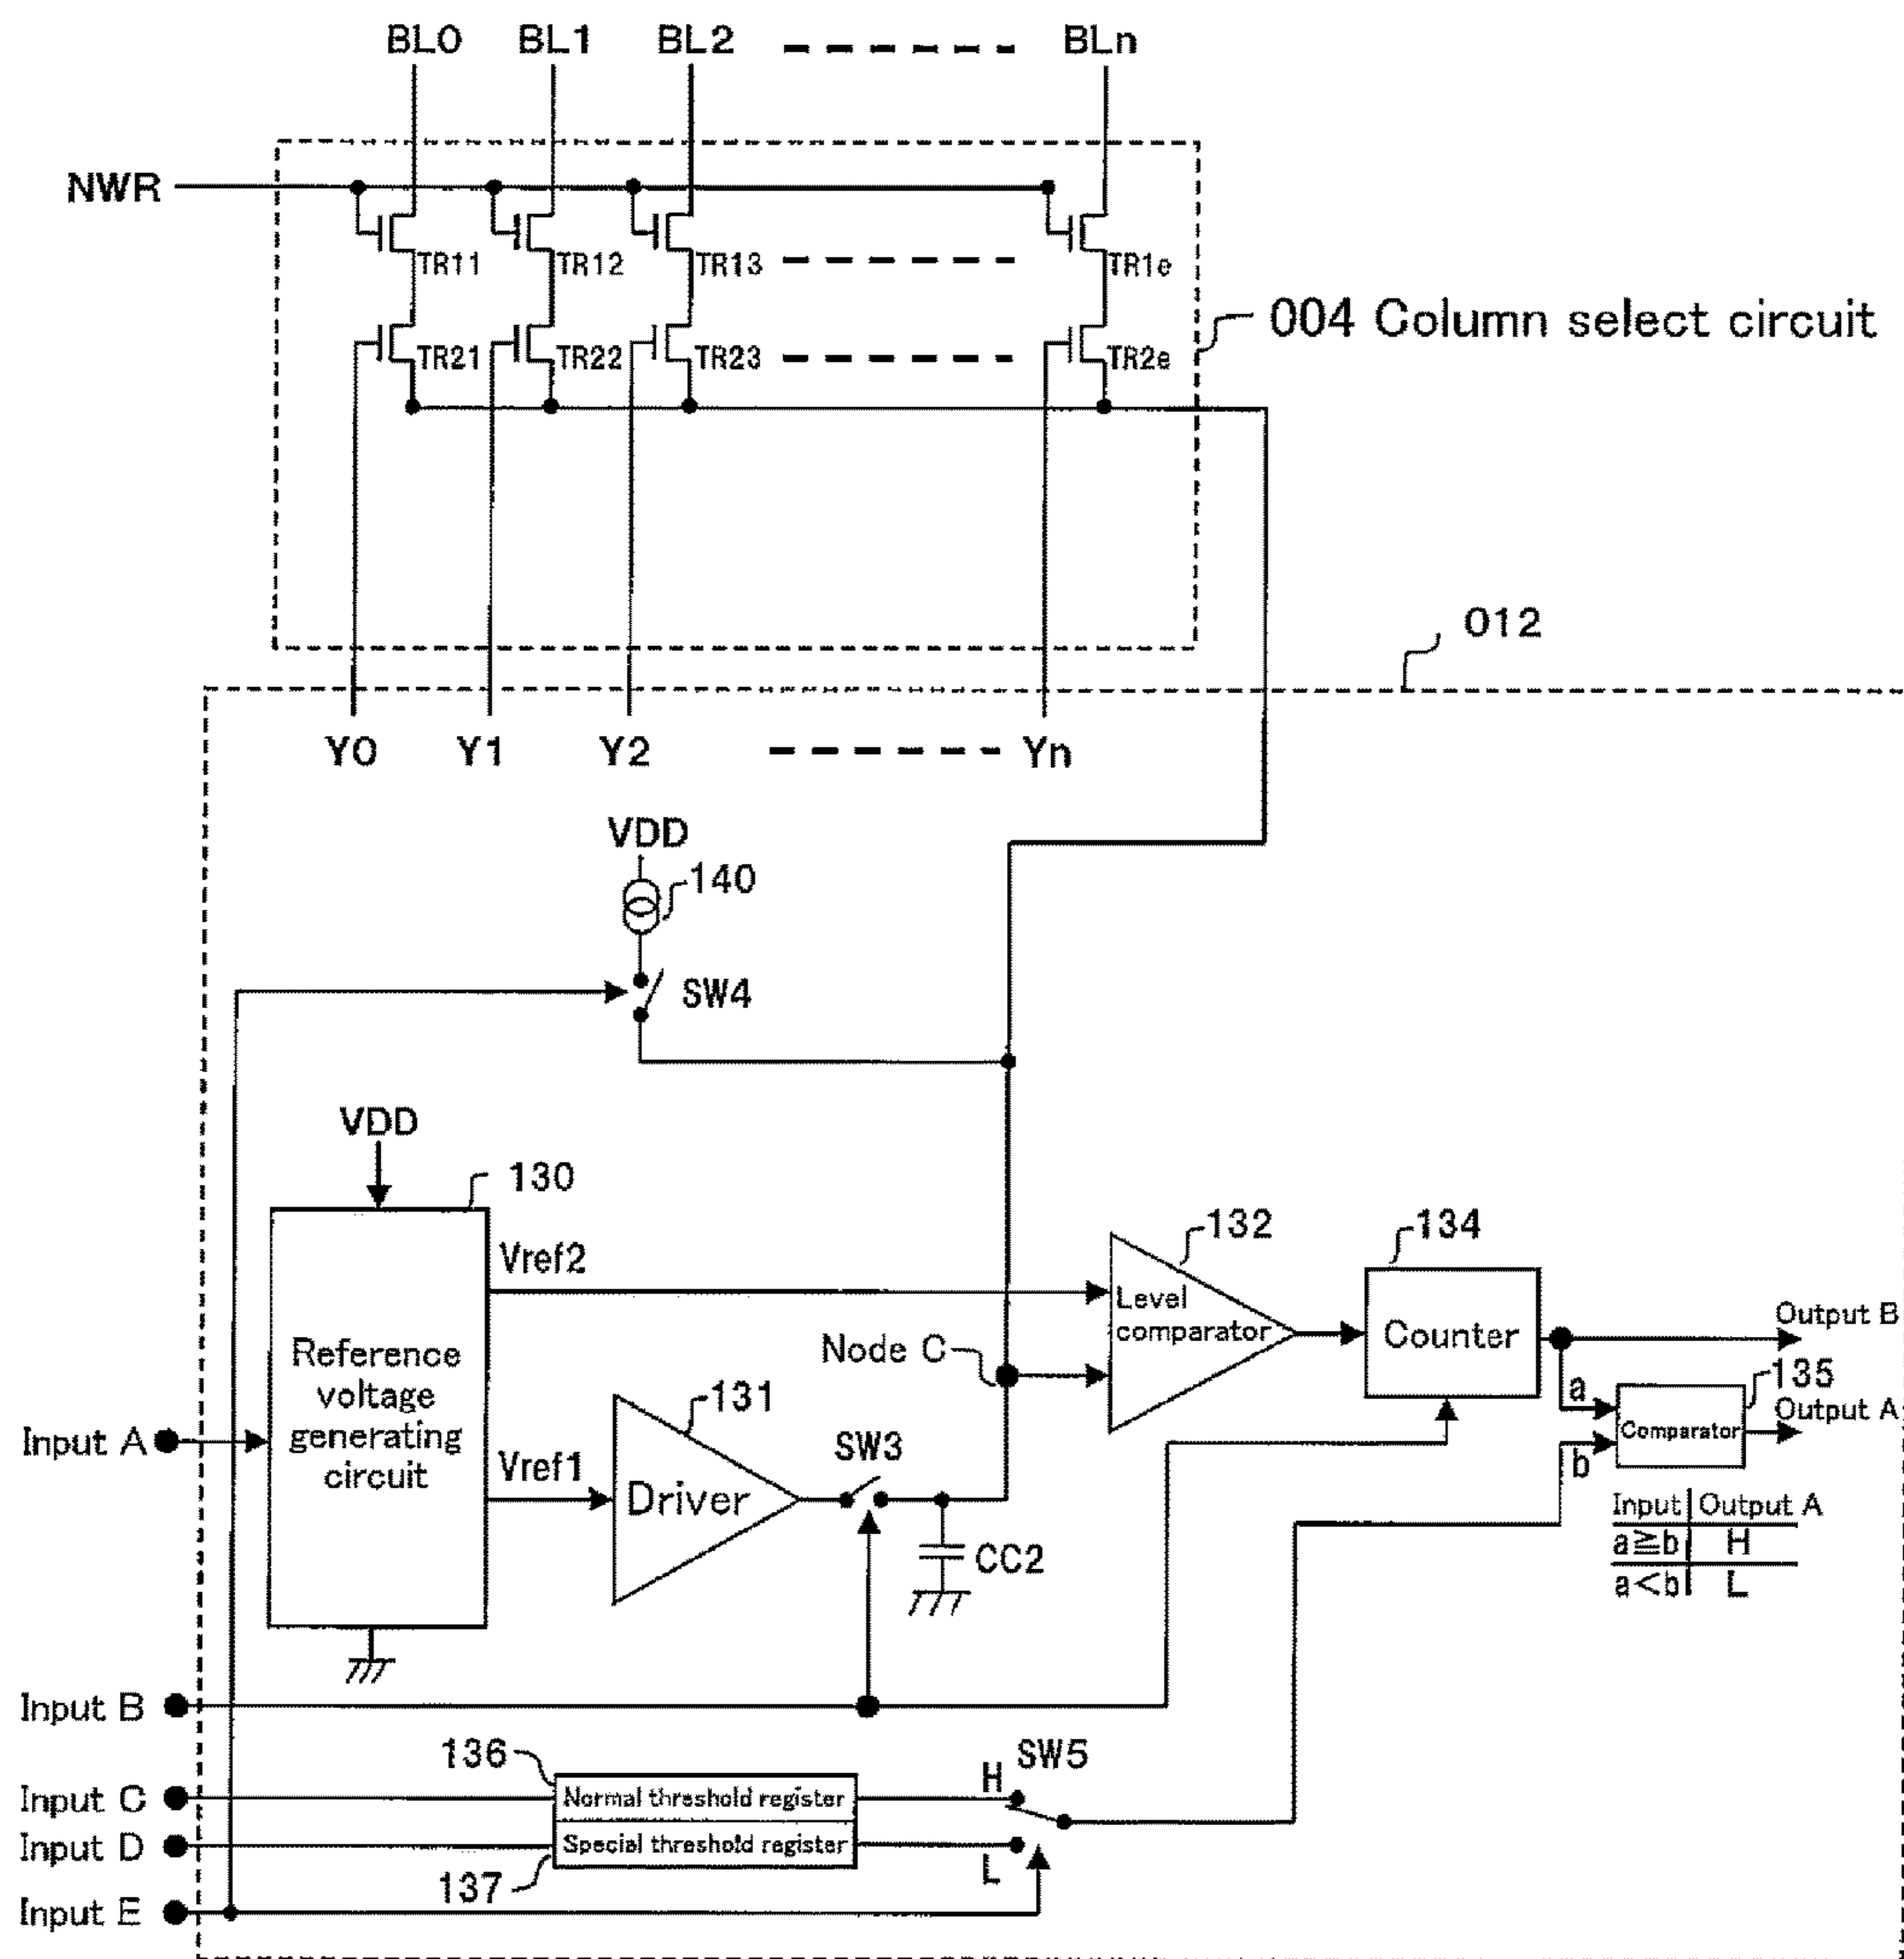 BL0 BL1 BL2 BLn
NWR
TR11 TR12 TR13 TR1e
TR21 TR22 TR23 TR2e
004 Column select circuit
012
Y0 Y1 Y2 Yn
VDD
140
SW4
VDD
130
Vref2
132
134
Level
comparator
Counter
Output B
Node C
Reference
voltage
generating
circuit
131
a
135
Output A
Comparator
b
Input A
Vref1
Driver
SW3
CC2
Input Output A
a≧b H
a<b L
Input B
136
SW5
Input C
Normal threshold register
H
Input D
Special threshold register
L
137
Input E